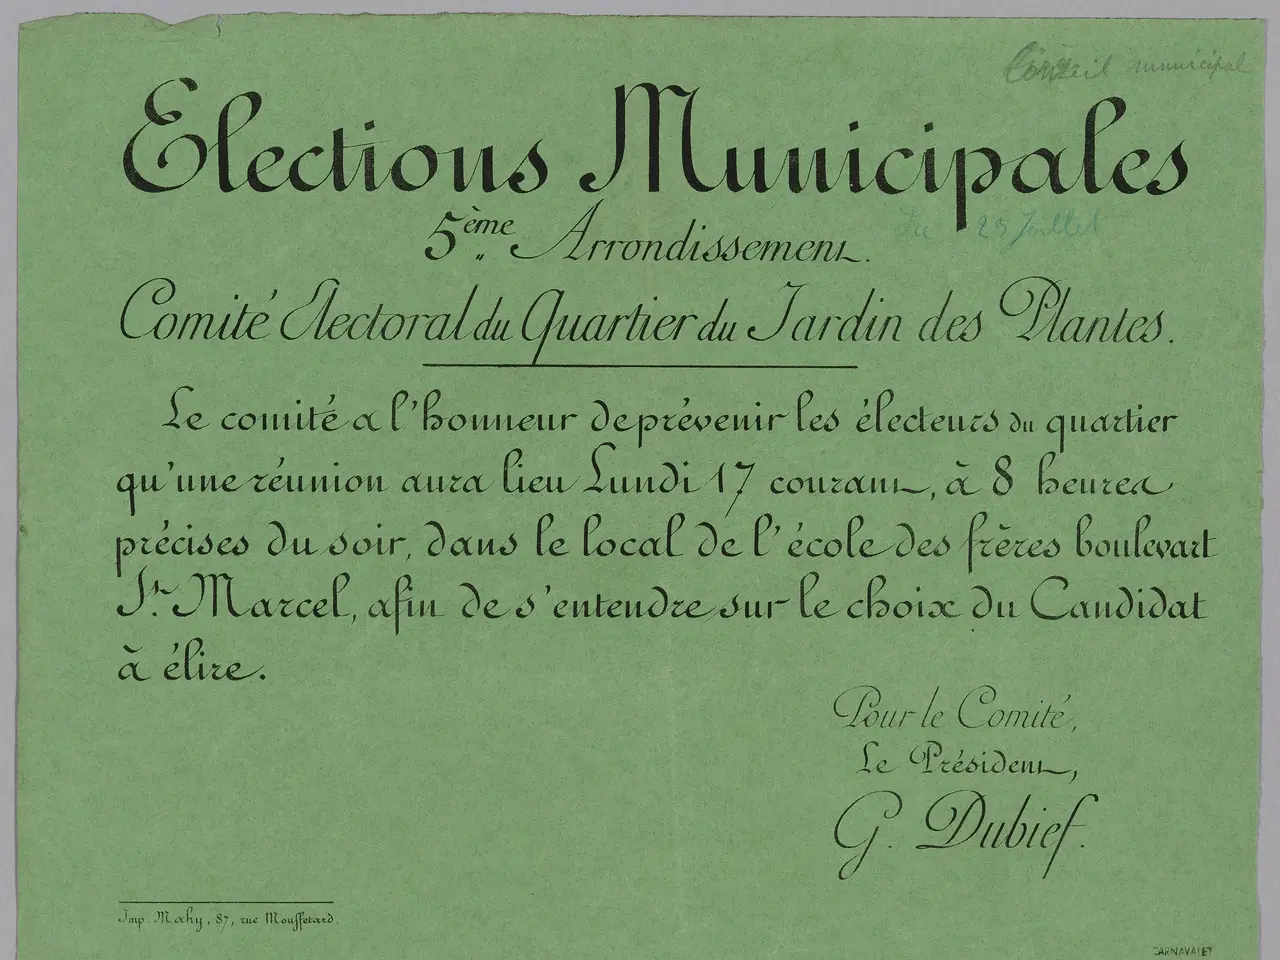 Conseil municipal
Elections Municipales
du 23 Juillet
5ème Arrondissement.
Comité Electoral du Quartier du Jardin des Plantes.
Le comité a l'honneur de prévenir les électeurs du quartier
qu'une réunion aura lieu Lundi 17 courant, à 8 heures
précises du soir, dans le local de l'école des frères boulevart
St. Marcel, afin de s'entendre sur le choix du Candidat
à élire.
Pour le Comité,
Le Président,
G. Dubief.
Imp. Mahy, 87, rue Mouffetard.
CARNAVALET